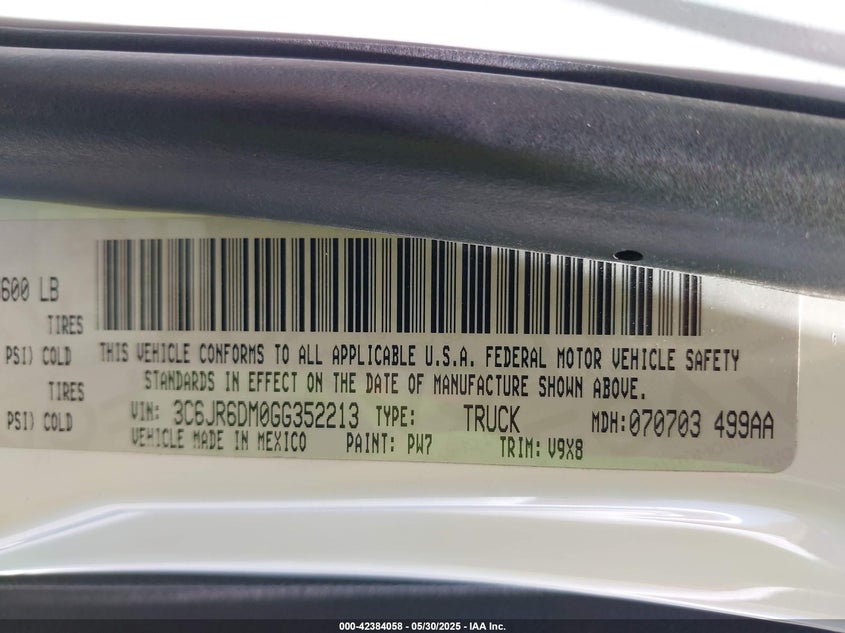 600 LB
TIRES
PSI) COLD
TIRES
PSI) COLD
THIS VEHICLE CONFORMS TO ALL APPLICABLE U.S.A. FEDERAL MOTOR VEHICLE SAFETY
STANDARDS IN EFFECT ON THE DATE OF MANUFACTURE SHOWN ABOVE.
VIN: 3C6JR6DM0GG352213 TYPE: TRUCK MDH:070703 499AA
VEHICLE MADE IN MEXICO PAINT: PW7 TRIM: V9X8
000-42384058 - 05/30/2025 - IAA Inc.